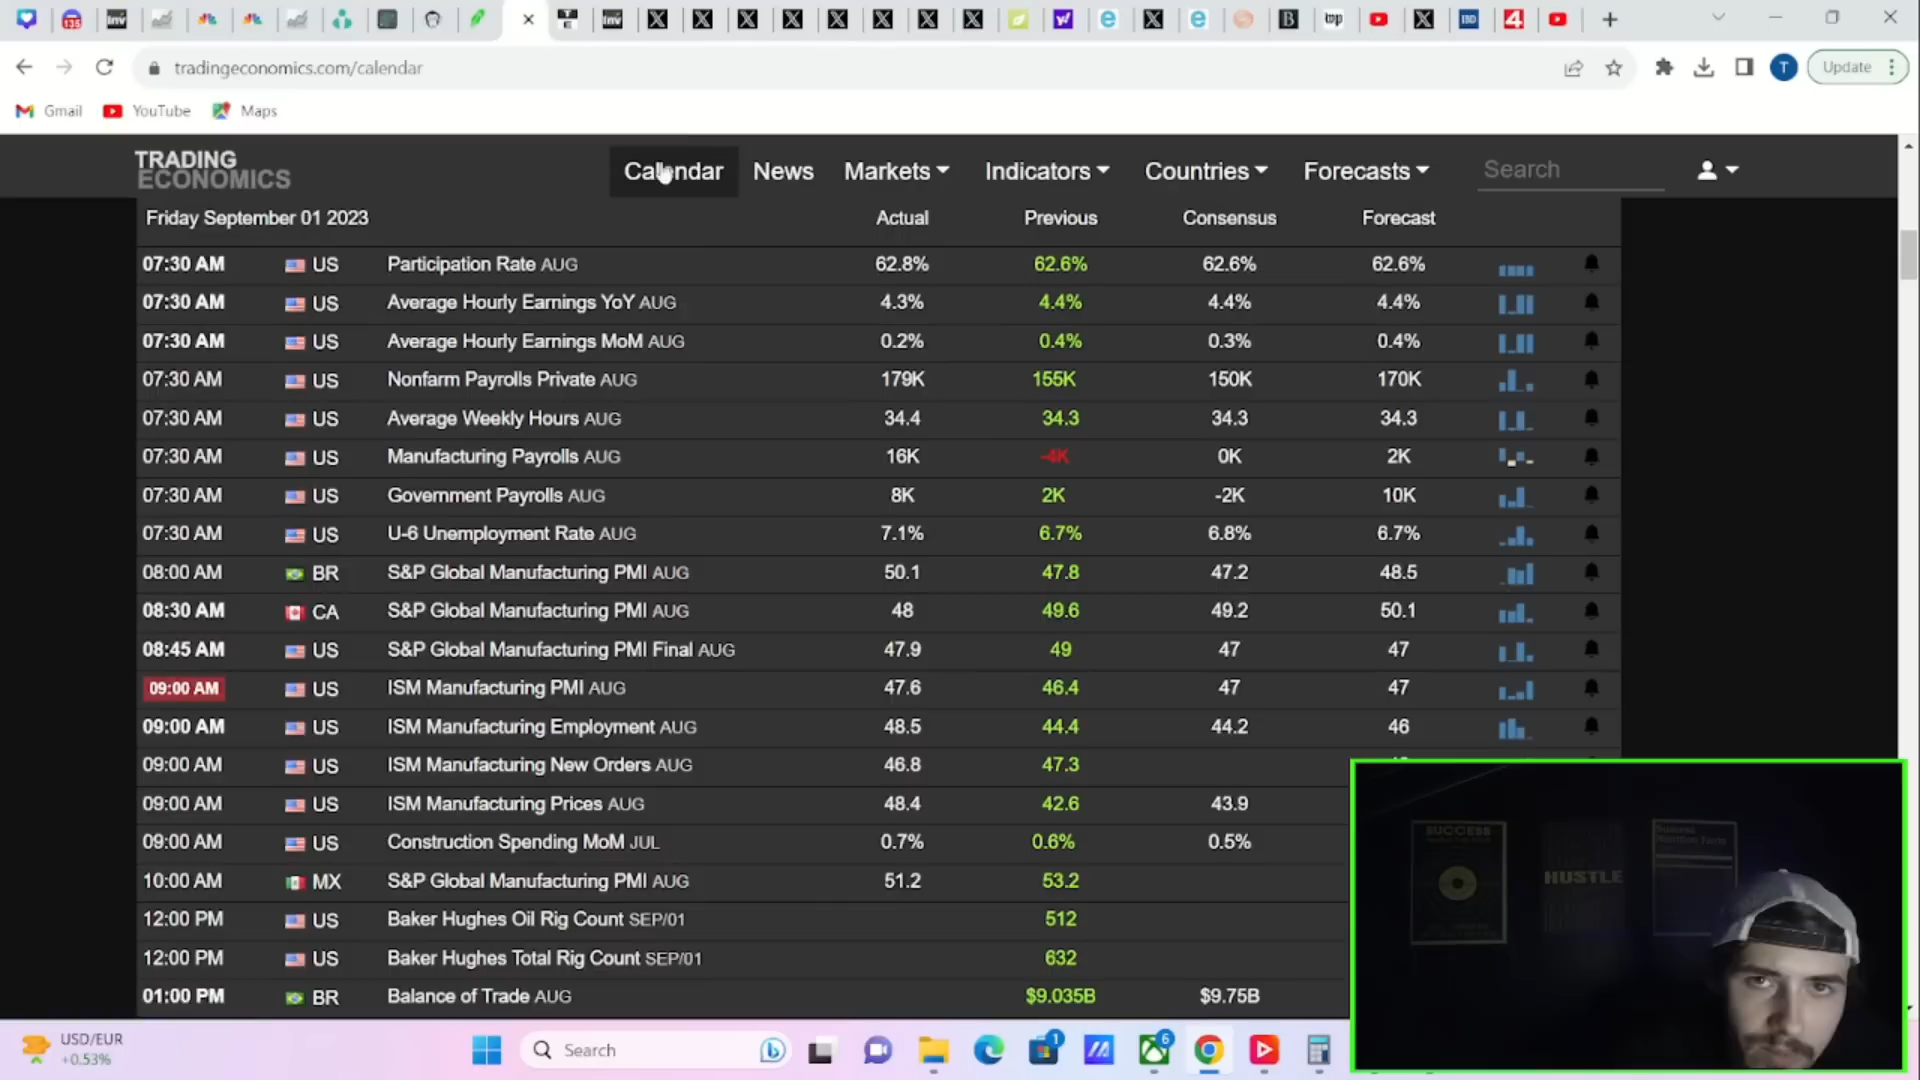 135
Inv
T
E
Inv
B
wp
IBD
4
tradingeconomics.com/calendar
T
Update
Gmail YouTube Maps
TRADING
ECONOMICS
Calendar News Markets Indicators Countries Forecasts Search
Friday September 01 2023 Actual Previous Consensus Forecast
07:30 AM US Participation Rate AUG 62.8% 62.6% 62.6% 62.6%
07:30 AM US Average Hourly Earnings YoY AUG 4.3% 4.4% 4.4% 4.4%
07:30 AM US Average Hourly Earnings MoM AUG 0.2% 0.4% 0.3% 0.4%
07:30 AM US Nonfarm Payrolls Private AUG 179K 155K 150K 170K
07:30 AM US Average Weekly Hours AUG 34.4 34.3 34.3 34.3
07:30 AM US Manufacturing Payrolls AUG 16K -4K 0K 2K
07:30 AM US Government Payrolls AUG 8K 2K -2K 10K
07:30 AM US U-6 Unemployment Rate AUG 7.1% 6.7% 6.8% 6.7%
08:00 AM BR S&P Global Manufacturing PMI AUG 50.1 47.8 47.2 48.5
08:30 AM CA S&P Global Manufacturing PMI AUG 48 49.6 49.2 50.1
08:45 AM US S&P Global Manufacturing PMI Final AUG 47.9 49 47 47
09:00 AM US ISM Manufacturing PMI AUG 47.6 46.4 47 47
09:00 AM US ISM Manufacturing Employment AUG 48.5 44.4 44.2 46
09:00 AM US ISM Manufacturing New Orders AUG 46.8 47.3
09:00 AM US ISM Manufacturing Prices AUG 48.4 42.6 43.9
09:00 AM US Construction Spending MoM JUL 0.7% 0.6% 0.5%
10:00 AM MX S&P Global Manufacturing PMI AUG 51.2 53.2
12:00 PM US Baker Hughes Oil Rig Count SEP/01 512
12:00 PM US Baker Hughes Total Rig Count SEP/01 632
01:00 PM BR Balance of Trade AUG $9.035B $9.75B
SUCCESS
HUSTLE
USD/EUR
+0.53%
Search
1
6